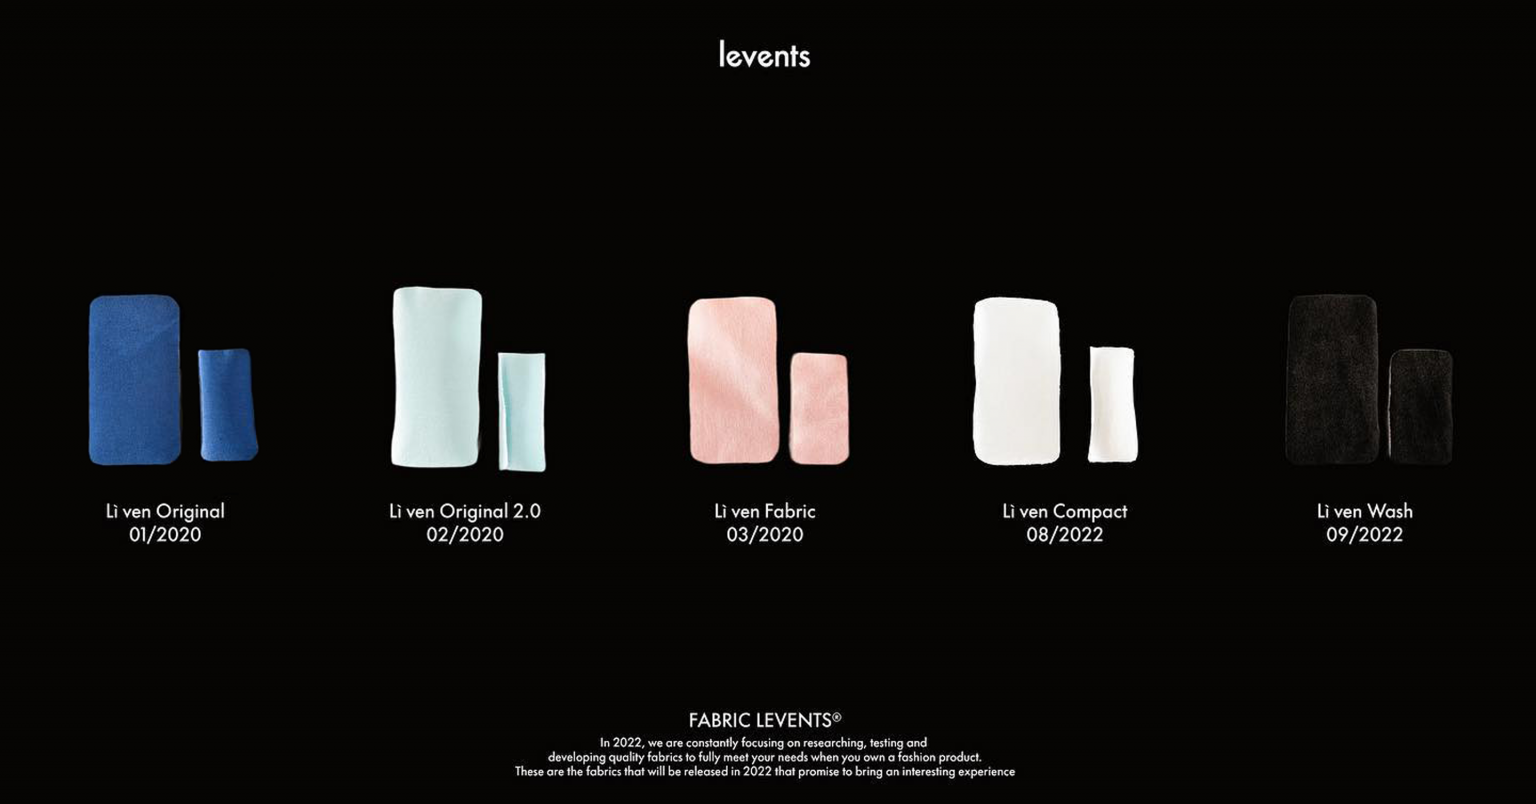 levents
Lì ven Original
01/2020
Lì ven Original 2.0
02/2020
Lì ven Fabric
03/2020
Lì ven Compact
08/2022
Lì ven Wash
09/2022
FABRIC LEVENTS®
In 2022, we are constantly focusing on researching, testing and
developing quality fabrics to fully meet your needs when you own a fashion product.
These are the fabrics that will be released in 2022 that promise to bring an interesting experience